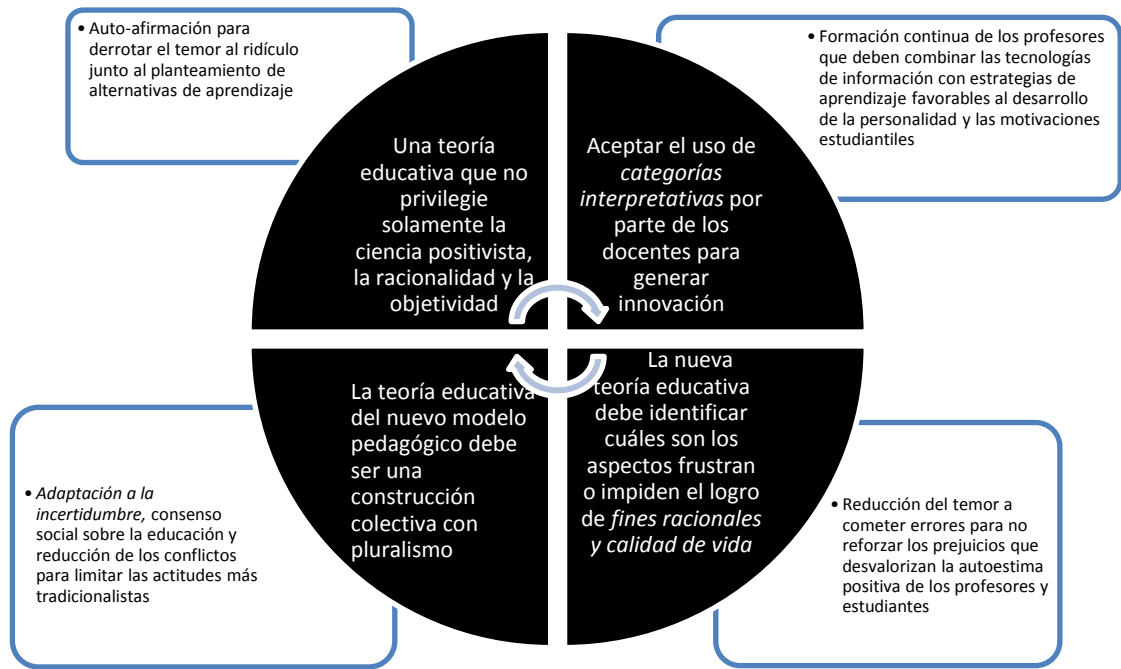 • Auto-afirmación para
derrotar el temor al ridículo
junto al planteamiento de
alternativas de aprendizaje
• Formación continua de los profesores
que deben combinar las tecnologías
de información con estrategias de
aprendizaje favorables al desarrollo
de la personalidad y las motivaciones
estudiantiles
Una teoría
educativa que no
privilegie
solamente la
ciencia positivista,
la racionalidad y la
objetividad
Aceptar el uso de
categorías
interpretativas por
parte de los
docentes para
generar
innovación
La teoría educativa
del nuevo modelo
pedagógico debe
ser una
construcción
colectiva con
pluralismo
La nueva
teoría educativa
debe identificar
cuáles son los
aspectos frustran
o impiden el logro
de fines racionales
y calidad de vida
• Adaptación a la
incertidumbre, consenso
social sobre la educación y
reducción de los conflictos
para limitar las actitudes más
tradicionalistas
• Reducción del temor a
cometer errores para no
reforzar los prejuicios que
desvalorizan la autoestima
positiva de los profesores y
estudiantes